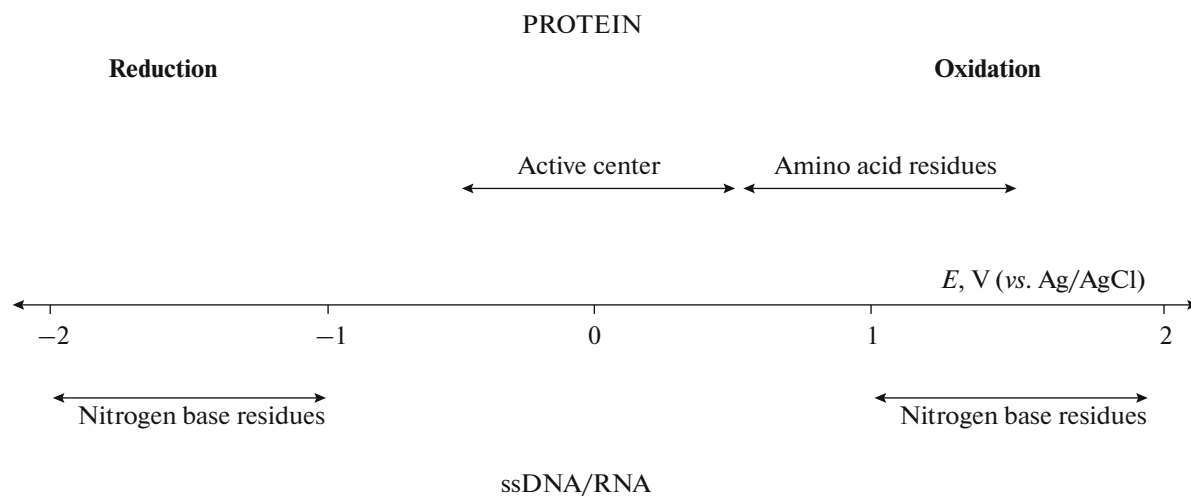 PROTEIN
Reduction Oxidation
Active center Amino acid residues
E, V (vs. Ag/AgCl)
−2 −1 0 1 2
Nitrogen base residues Nitrogen base residues
ssDNA/RNA